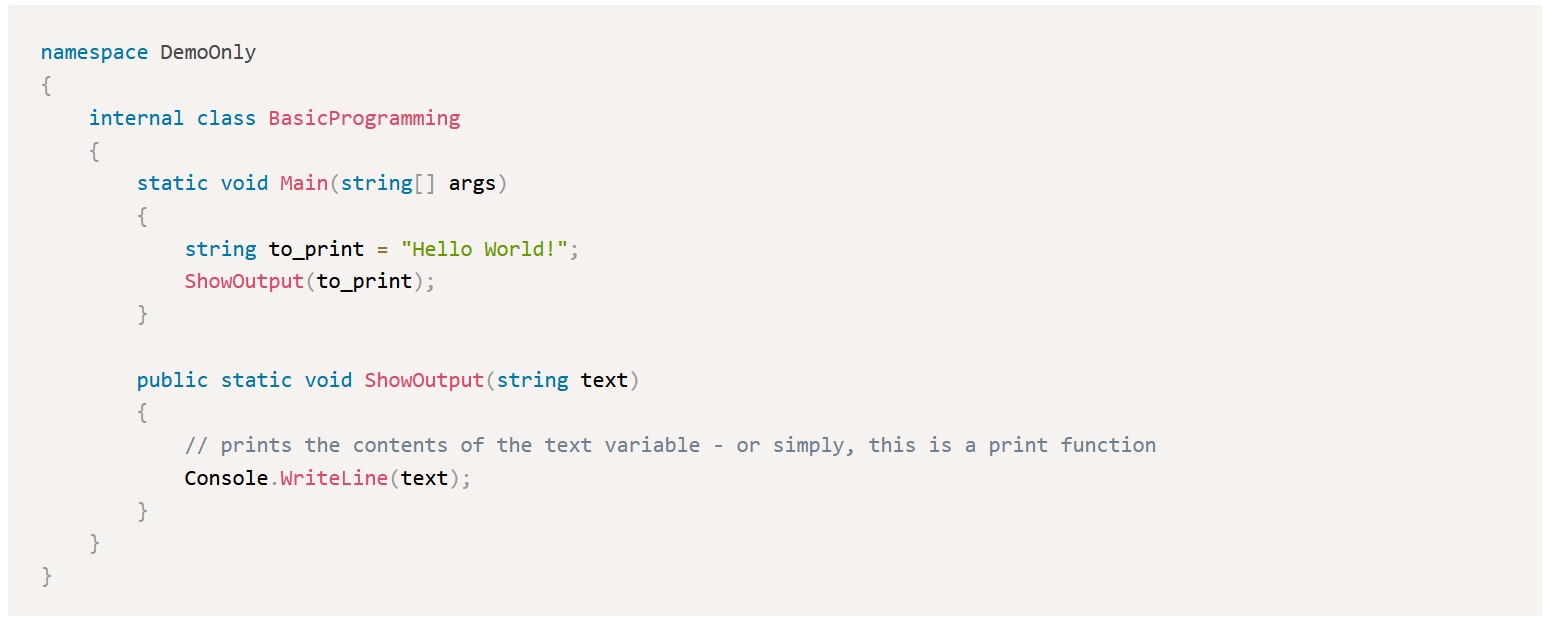 namespace DemoOnly
{
    internal class BasicProgramming
    {
        static void Main(string[] args)
        {
            string to_print = "Hello World!";
            ShowOutput(to_print);
        }

        public static void ShowOutput(string text)
        {
            // prints the contents of the text variable - or simply, this is a print function
            Console.WriteLine(text);
        }
    }
}